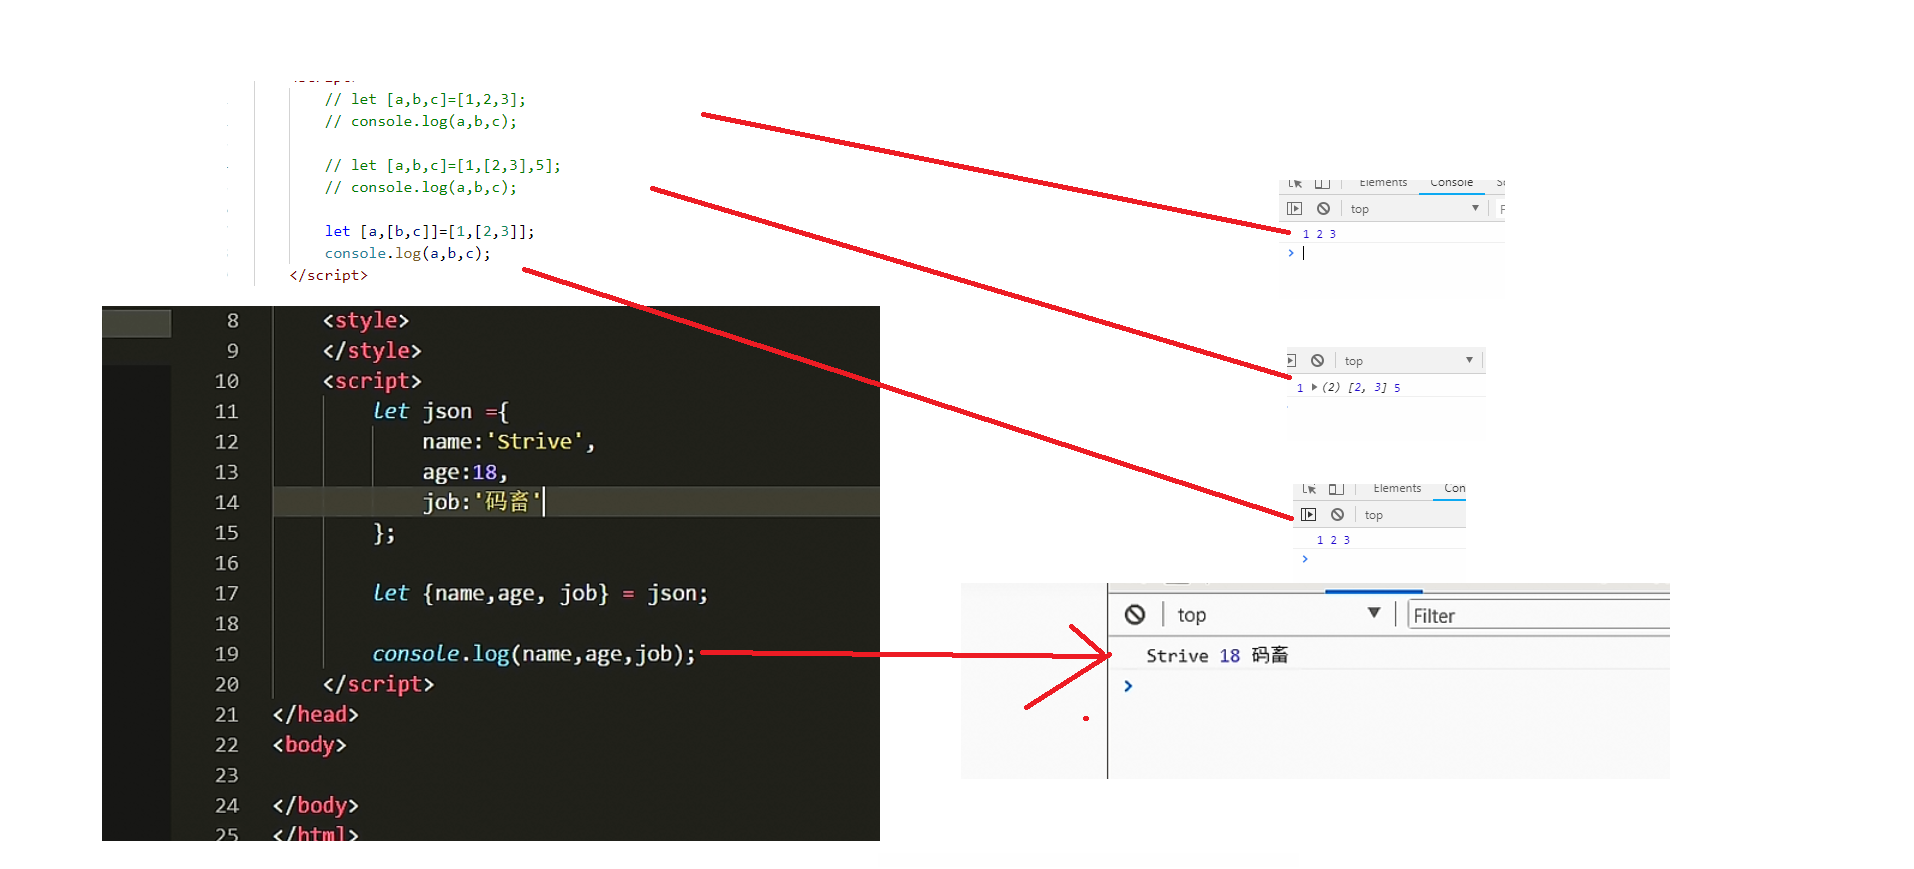 // let [a,b,c]=[1,2,3];
// console.log(a,b,c);
// let [a,b,c]=[1,[2,3],5];
// console.log(a,b,c);
let [a,[b,c]]=[1,[2,3]];
console.log(a,b,c);
</script>
Elements Console
top
1 2 3
>
top
1 ▶(2) [2, 3] 5
Elements Con
top
1 2 3
>
8 <style>
9 </style>
10 <script>
11 let json ={
12 name:'Strive',
13 age:18,
14 job:'码畜'
15 };
16
17 let {name,age, job} = json;
18
19 console.log(name,age,job);
20 </script>
21 </head>
22 <body>
23
24 </body>
25 </html>
top Filter
Strive 18 码畜
>